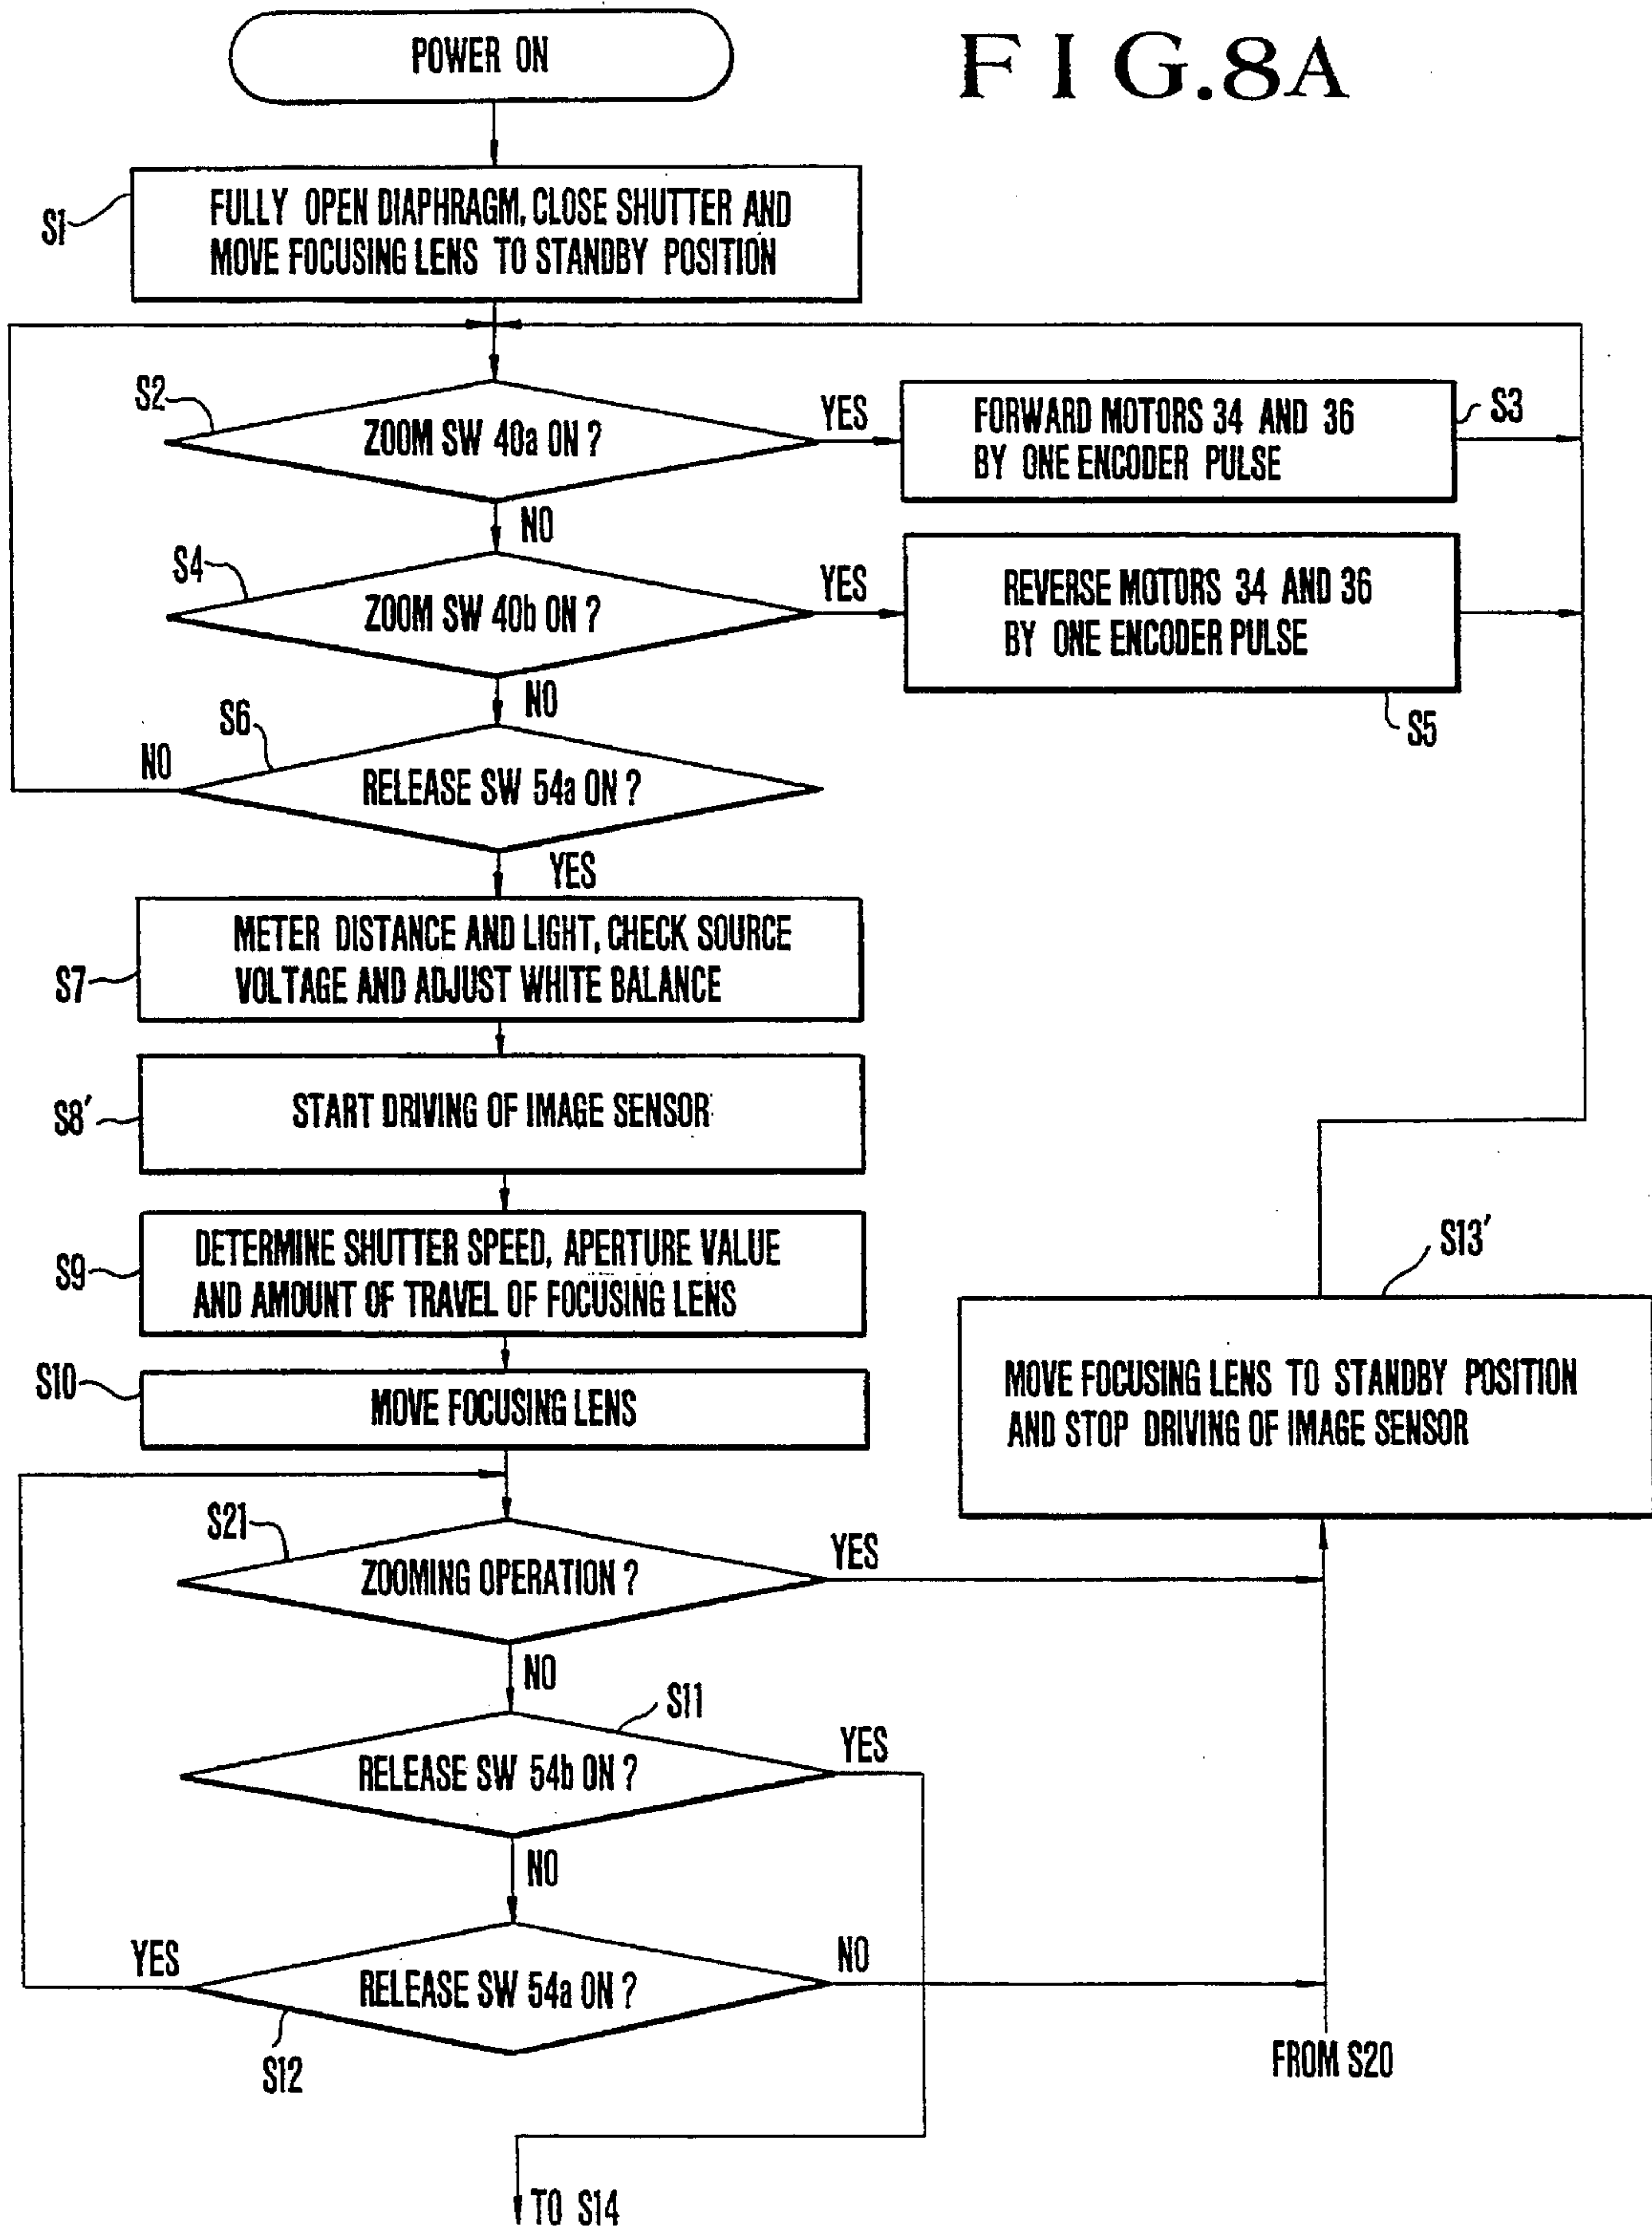 FIG.8A
POWER ON
S1
FULLY OPEN DIAPHRAGM, CLOSE SHUTTER AND
MOVE FOCUSING LENS TO STANDBY POSITION
S2
ZOOM SW 40a ON ?
YES
FORWARD MOTORS 34 AND 36
BY ONE ENCODER PULSE
S3
NO
S4
ZOOM SW 40b ON ?
YES
REVERSE MOTORS 34 AND 36
BY ONE ENCODER PULSE
S5
NO
S6
NO
RELEASE SW 54a ON ?
YES
S7
METER DISTANCE AND LIGHT, CHECK SOURCE
VOLTAGE AND ADJUST WHITE BALANCE
S8'
START DRIVING OF IMAGE SENSOR
S9
DETERMINE SHUTTER SPEED, APERTURE VALUE
AND AMOUNT OF TRAVEL OF FOCUSING LENS
S13'
S10
MOVE FOCUSING LENS
MOVE FOCUSING LENS TO STANDBY POSITION
AND STOP DRIVING OF IMAGE SENSOR
S21
ZOOMING OPERATION ?
YES
NO
S11
RELEASE SW 54b ON ?
YES
NO
YES
RELEASE SW 54a ON ?
NO
S12
FROM S20
TO S14